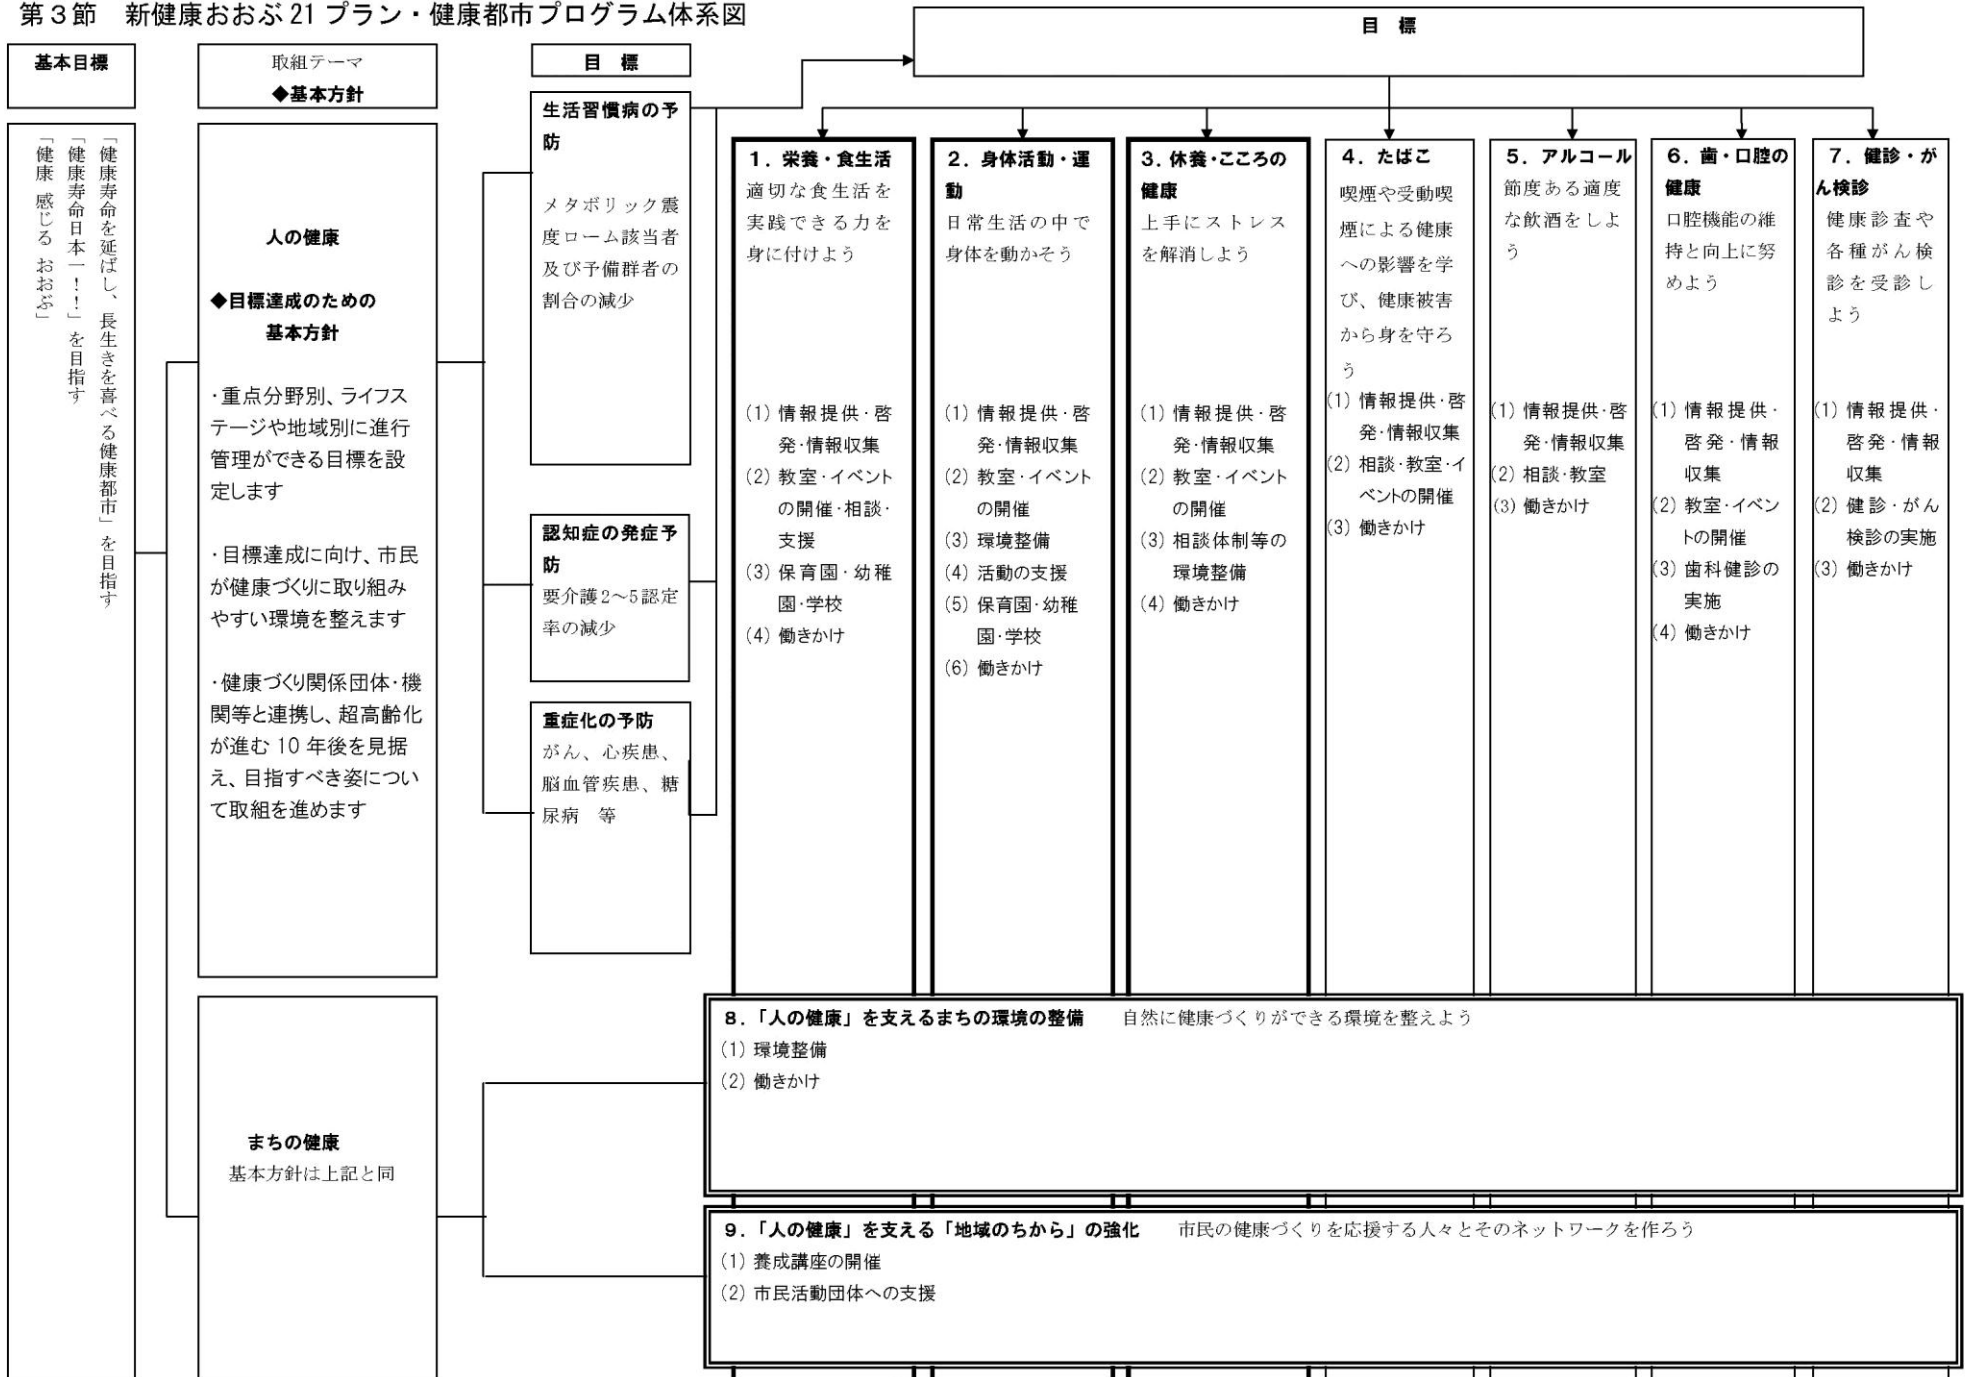 第３節　新健康おおぶ 21 プラン・健康都市プログラム体系図
基本目標
取組テーマ
◆基本方針
目　標
目　標
「健康寿命を延ばし、長生きを喜べる健康都市」を目指す
「健康寿命日本一！！」を目指す
「健康 感じる おおぶ」
人の健康
◆目標達成のための
基本方針
・重点分野別、ライフス
テージや地域別に進行
管理ができる目標を設
定します
・目標達成に向け、市民
が健康づくりに取り組み
やすい環境を整えます
・健康づくり関係団体・機
関等と連携し、超高齢化
が進む 10 年後を見据
え、目指すべき姿につい
て取組を進めます
まちの健康
基本方針は上記と同
生活習慣病の予
防
メタボリック震
度ローム該当者
及び予備群者の
割合の減少
認知症の発症予
防
要介護2～5認定
率の減少
重症化の予防
がん、心疾患、
脳血管疾患、糖
尿病　等
１．栄養・食生活
適切な食生活を
実践できる力を
身に付けよう
(1) 情報提供・啓
発・情報収集
(2) 教室・イベント
の開催・相談・
支援
(3) 保育園・幼稚
園・学校
(4) 働きかけ
２．身体活動・運
動
日常生活の中で
身体を動かそう
(1) 情報提供・啓
発・情報収集
(2) 教室・イベント
の開催
(3) 環境整備
(4) 活動の支援
(5) 保育園・幼稚
園・学校
(6) 働きかけ
３．休養・こころの
健康
上手にストレス
を解消しよう
(1) 情報提供・啓
発・情報収集
(2) 教室・イベント
の開催
(3) 相談体制等の
環境整備
(4) 働きかけ
４．たばこ
喫煙や受動喫
煙による健康
への影響を学
び、健康被害
から身を守ろ
う
(1) 情報提供・啓
発・情報収集
(2) 相談・教室・イ
ベントの開催
(3) 働きかけ
５．アルコール
節度ある適度
な飲酒をしよ
う
(1) 情報提供・啓
発・情報収集
(2) 相談・教室
(3) 働きかけ
６．歯・口腔の
健康
口腔機能の維
持と向上に努
めよう
(1) 情報提供・
啓発・情報
収集
(2) 教室・イベン
トの開催
(3) 歯科健診の
実施
(4) 働きかけ
７．健診・が
ん検診
健康診査や
各種がん検
診を受診し
よう
(1) 情報提供・
啓発・情報
収集
(2) 健診・がん
検診の実施
(3) 働きかけ
８．「人の健康」を支えるまちの環境の整備　　自然に健康づくりができる環境を整えよう
(1) 環境整備
(2) 働きかけ
９．「人の健康」を支える「地域のちから」の強化　　市民の健康づくりを応援する人々とそのネットワークを作ろう
(1) 養成講座の開催
(2) 市民活動団体への支援